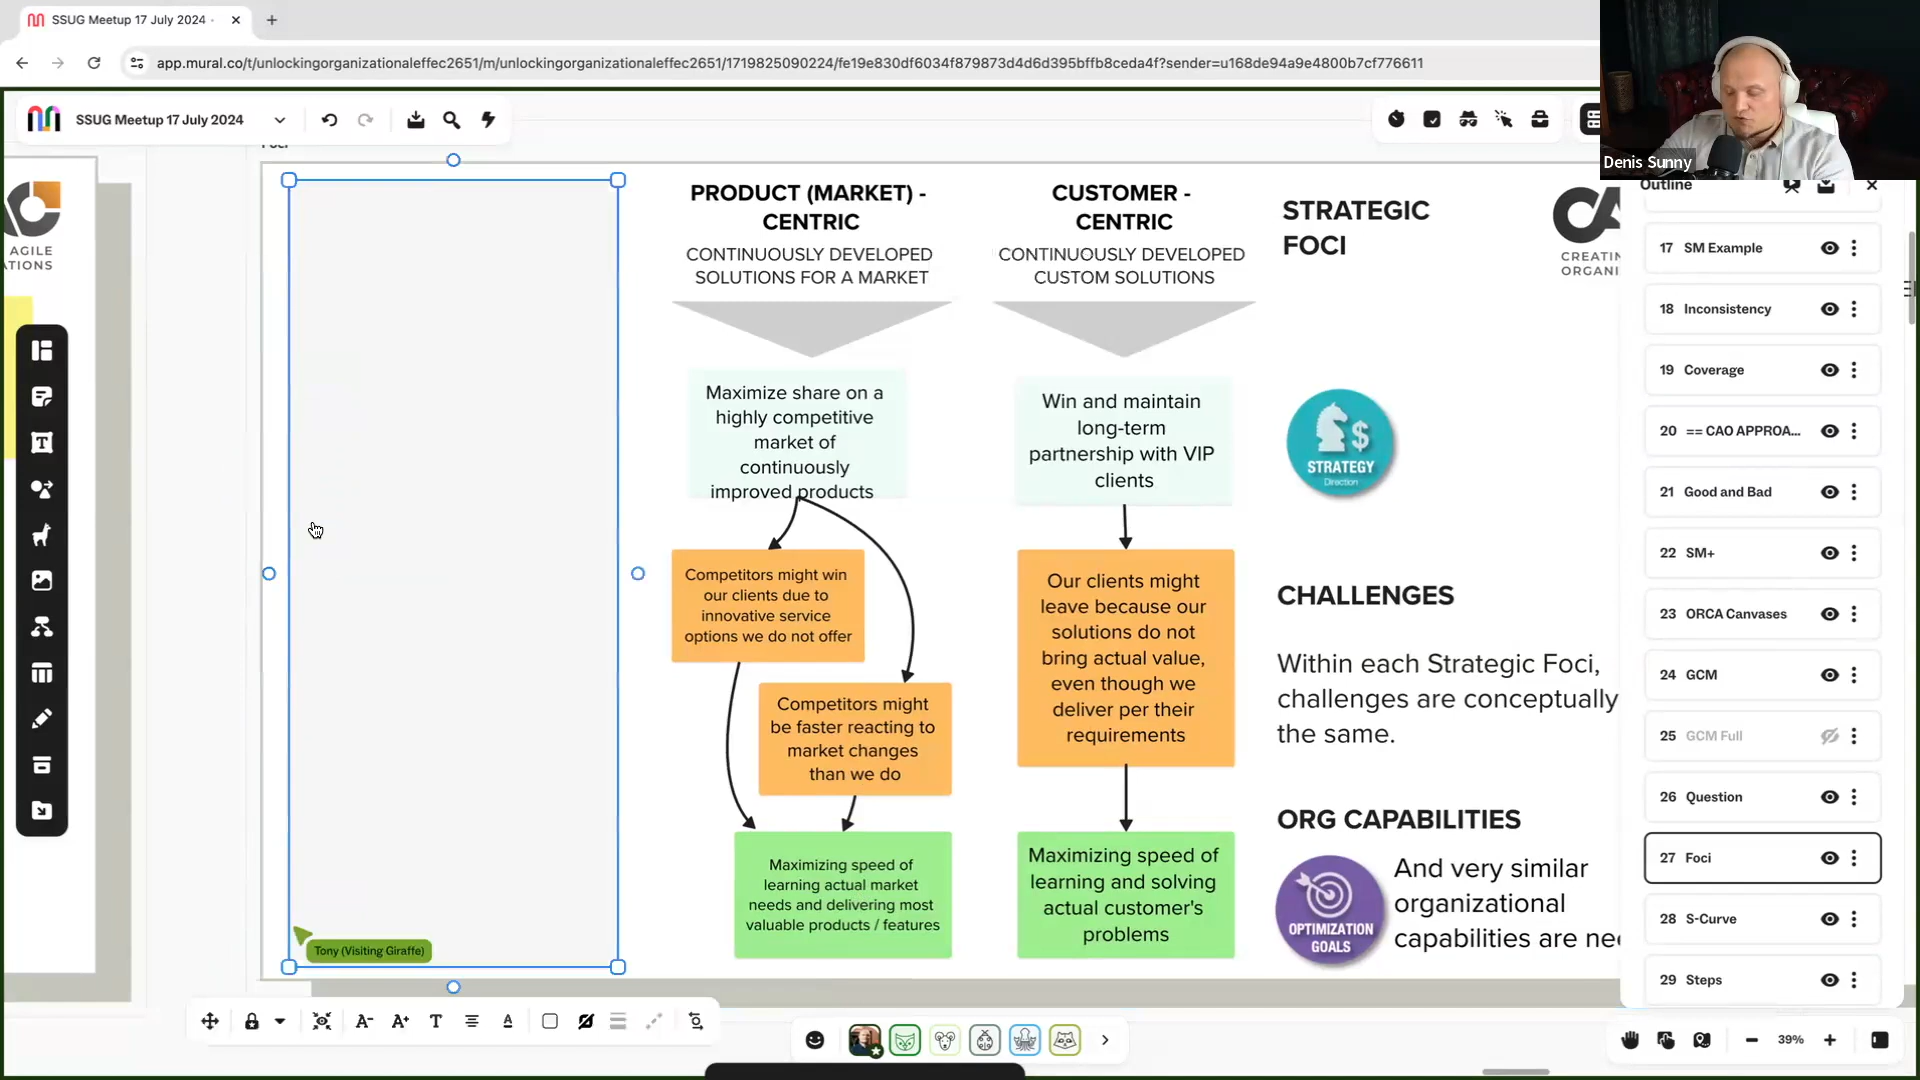 SSUG Meetup 17 July 2024 -
app.mural.co/t/unlockingorganizationaleffec2651/m/unlockingorganizationaleffec2651/1719825090224/fe19e830df6034f879873d4d6d395bffb8ceda4f?sender=u168de94a9e4800b7cf776611
SSUG Meetup 17 July 2024
Denis Sunny
Outline
AGILE
PRODUCT (MARKET) -
CENTRIC
CONTINUOUSLY DEVELOPED
SOLUTIONS FOR A MARKET
Maximize share on a
highly competitive
market of
continuously
improved products
Competitors might win
our clients due to
innovative service
options we do not offer
Competitors might
be faster reacting to
market changes
than we do
Maximizing speed of
learning actual market
needs and delivering most
valuable products / features
CUSTOMER -
CENTRIC
CONTINUOUSLY DEVELOPED
CUSTOM SOLUTIONS
Win and maintain
long-term
partnership with VIP
clients
Our clients might
leave because our
solutions do not
bring actual value,
even though we
deliver per their
requirements
Maximizing speed of
learning and solving
actual customer's
problems
STRATEGIC
FOCI
CREATIN
ORGANI
STRATEGY
Direction
CHALLENGES
Within each Strategic Foci,
challenges are conceptually
the same.
ORG CAPABILITIES
OPTIMIZATION
GOALS
And very similar
organizational
capabilities are nee
Tony (Visiting Giraffe)
17 SM Example
18 Inconsistency
19 Coverage
20 == CAO APPROA...
21 Good and Bad
22 SM+
23 ORCA Canvases
24 GCM
25 GCM Full
26 Question
27 Foci
28 S-Curve
29 Steps
39%